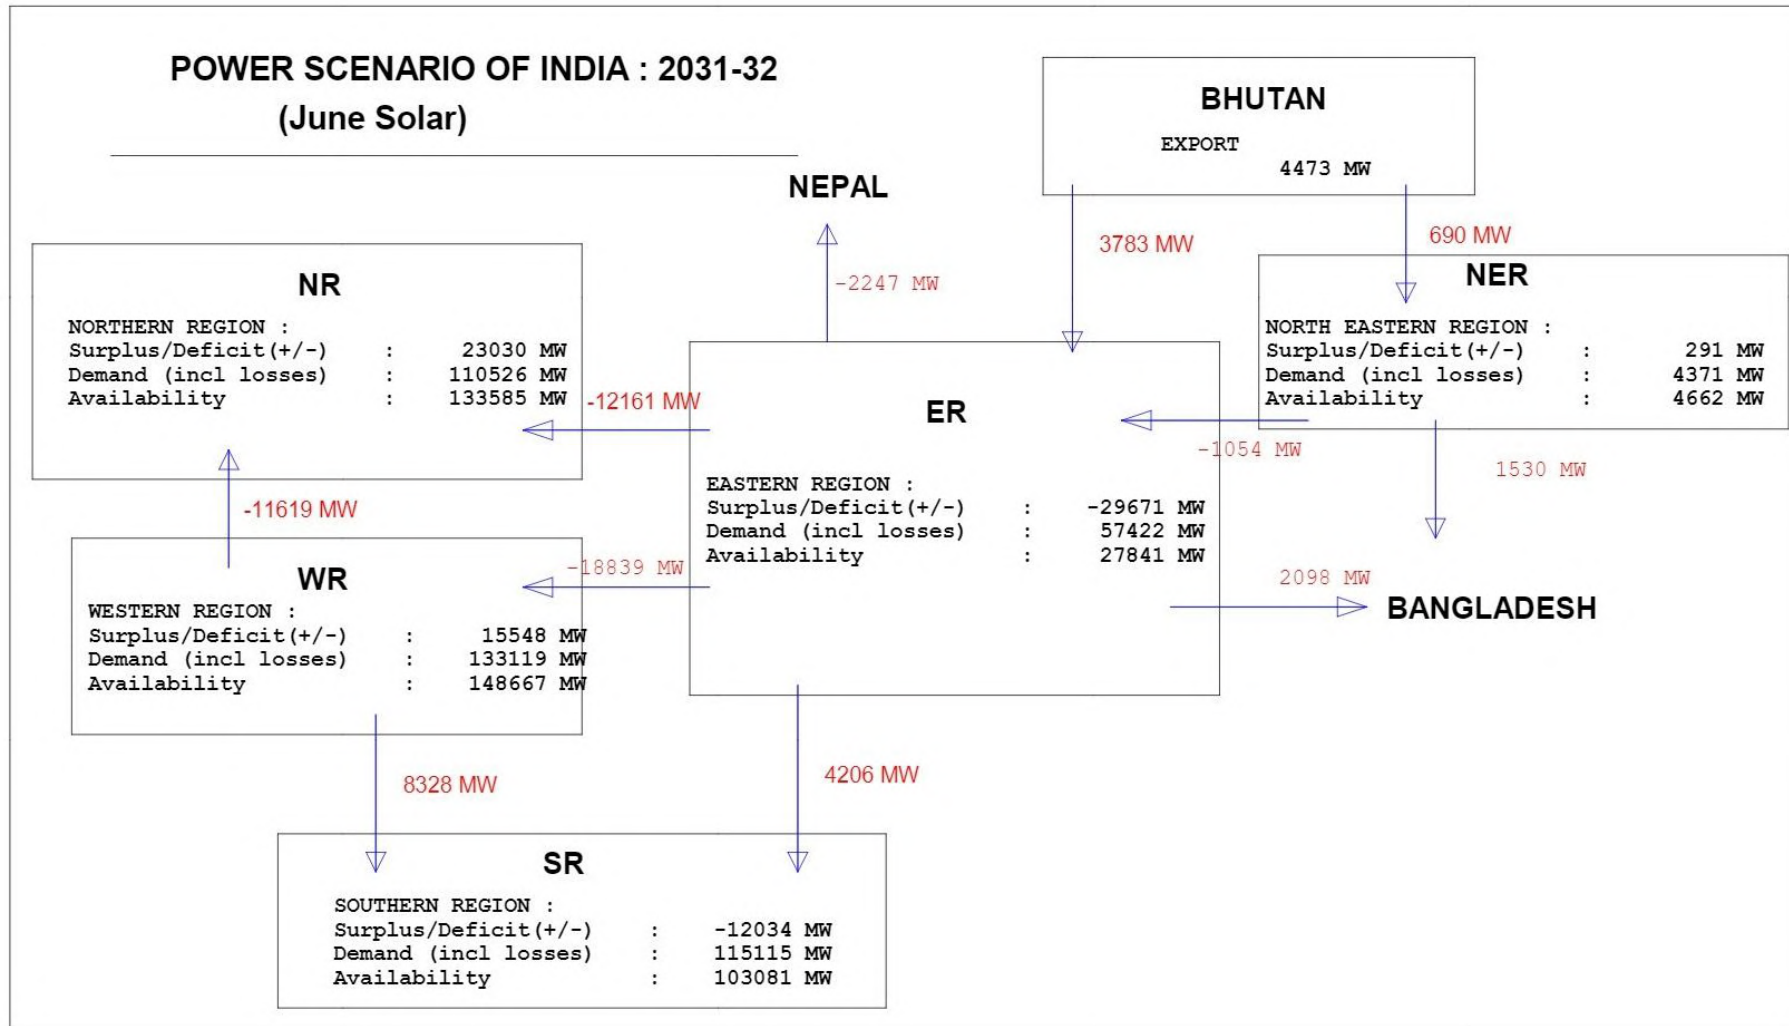 POWER SCENARIO OF INDIA : 2031-32
(June Solar)
BHUTAN
EXPORT
4473 MW
NEPAL
3783 MW
690 MW
-2247 MW
NR
NORTHERN REGION :
Surplus/Deficit(+/-) : 23030 MW
Demand (incl losses) : 110526 MW
Availability : 133585 MW
NER
NORTH EASTERN REGION :
Surplus/Deficit(+/-) : 291 MW
Demand (incl losses) : 4371 MW
Availability : 4662 MW
-12161 MW
ER
EASTERN REGION :
Surplus/Deficit(+/-) : -29671 MW
Demand (incl losses) : 57422 MW
Availability : 27841 MW
-1054 MW
1530 MW
-11619 MW
WR
WESTERN REGION :
Surplus/Deficit(+/-) : 15548 MW
Demand (incl losses) : 133119 MW
Availability : 148667 MW
-18839 MW
2098 MW
BANGLADESH
8328 MW
4206 MW
SR
SOUTHERN REGION :
Surplus/Deficit(+/-) : -12034 MW
Demand (incl losses) : 115115 MW
Availability : 103081 MW